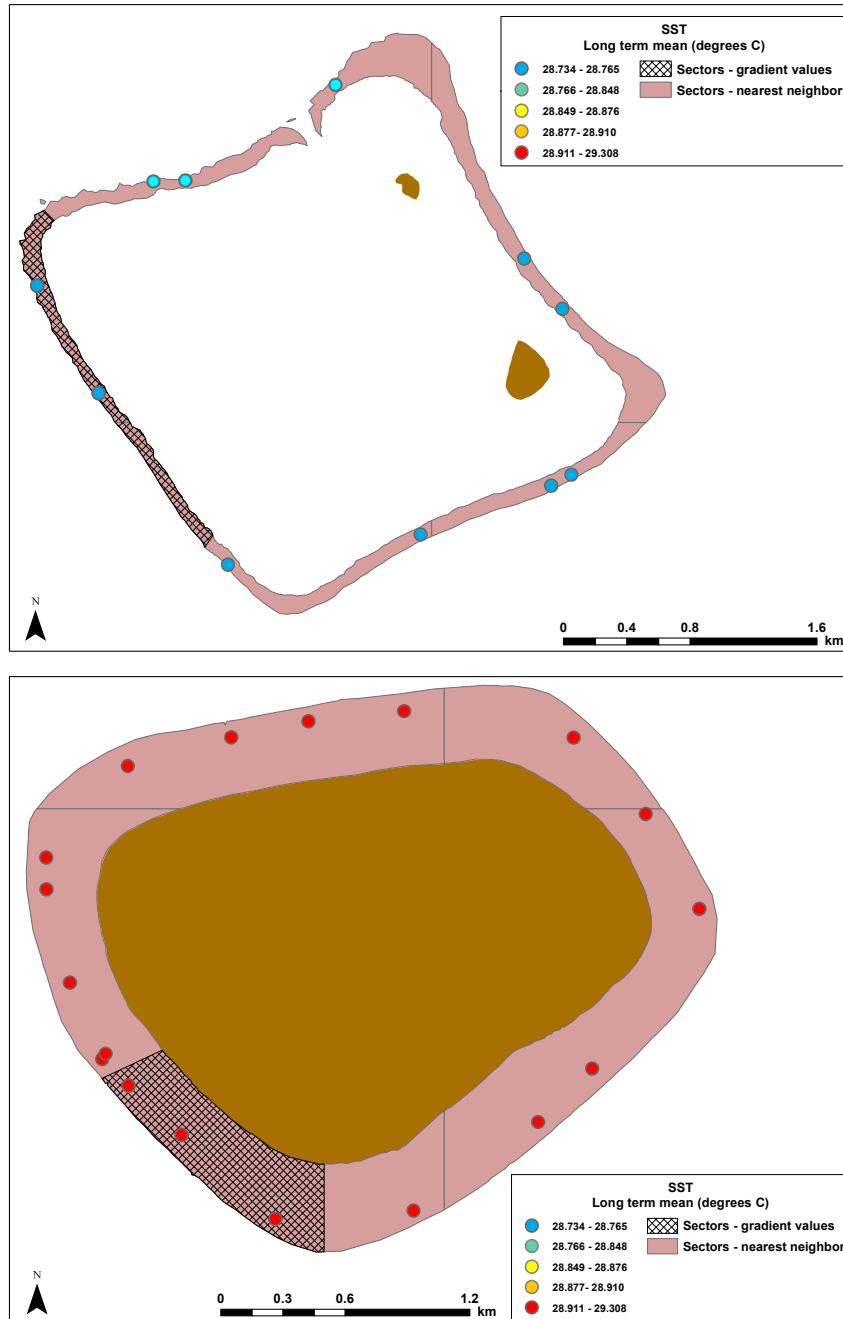 SST
Long term mean (degrees C)
28.734 - 28.765
28.766 - 28.848
28.849 - 28.876
28.877- 28.910
28.911 - 29.308
Sectors - gradient values
Sectors - nearest neighbor
N
0 0.4 0.8 1.6
km
SST
Long term mean (degrees C)
28.734 - 28.765
28.766 - 28.848
28.849 - 28.876
28.877- 28.910
28.911 - 29.308
Sectors - gradient values
Sectors - nearest neighbor
N
0 0.3 0.6 1.2
km